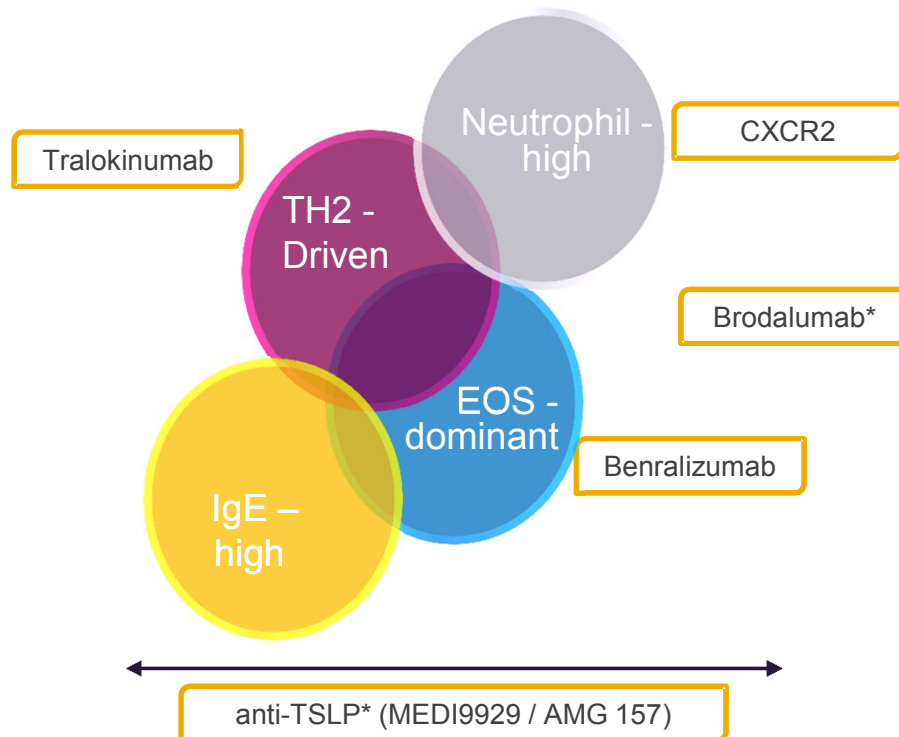 Neutrophil -
high
CXCR2
Tralokinumab
TH2 -
Driven
Brodalumab*
EOS -
dominant
Benralizumab
IgE –
high
anti-TSLP* (MEDI9929 / AMG 157)